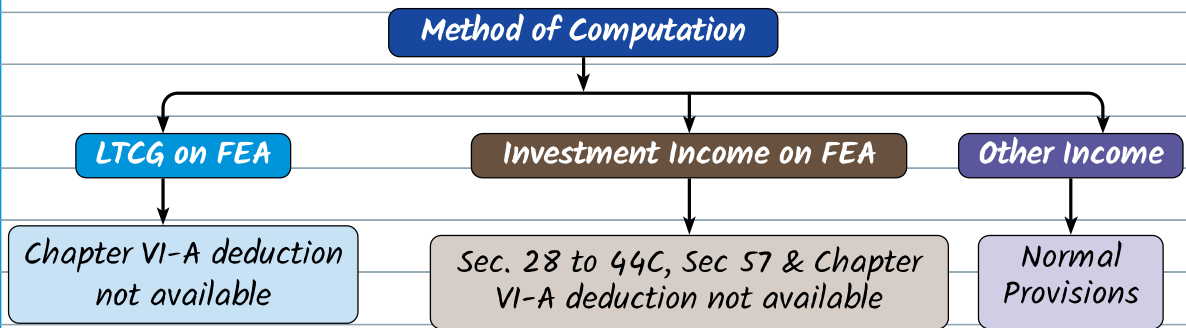 Method of Computation
LTCG on FEA
Investment Income on FEA
Other Income
Chapter VI-A deduction
not available
Sec. 28 to 44C, Sec 57 & Chapter
VI-A deduction not available
Normal
Provisions